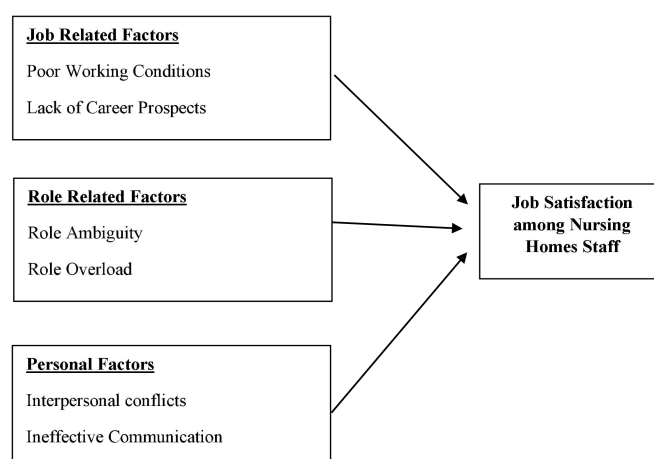 Job Related Factors
Poor Working Conditions
Lack of Career Prospects
Role Related Factors
Role Ambiguity
Role Overload
Job Satisfaction
among Nursing
Homes Staff
Personal Factors
Interpersonal conflicts
Ineffective Communication